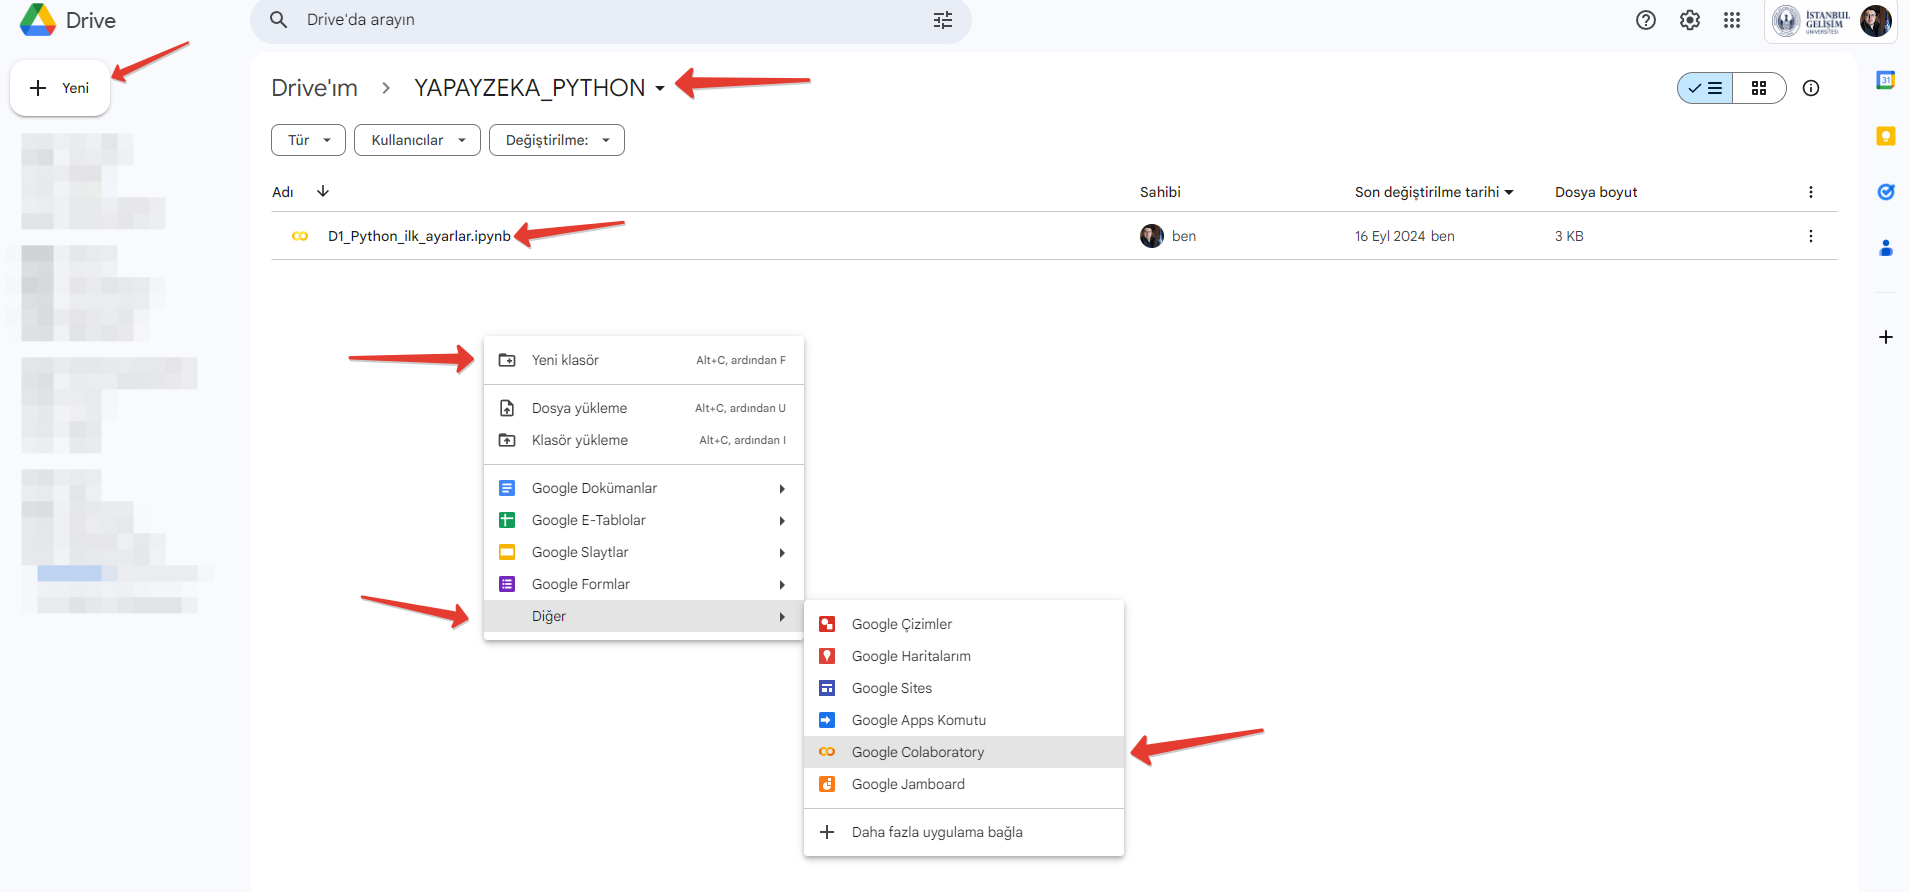 Drive
Drive'da arayın
İSTANBUL
GELİŞİM
ÜNİVERSİTESİ
Yeni
Drive'ım
YAPAYZEKA_PYTHON
Tür
Kullanıcılar
Değiştirilme:
Adı
Sahibi
Son değiştirilme tarihi
Dosya boyut
D1_Python_ilk_ayarlar.ipynb
ben
16 Eyl 2024 ben
3 KB
31
Yeni klasör
Alt+C, ardından F
Dosya yükleme
Alt+C, ardından U
Klasör yükleme
Alt+C, ardından I
Google Dokümanlar
Google E-Tablolar
Google Slaytlar
Google Formlar
Diğer
Google Çizimler
Google Haritalarım
Google Sites
Google Apps Komutu
Google Colaboratory
Google Jamboard
Daha fazla uygulama bağla